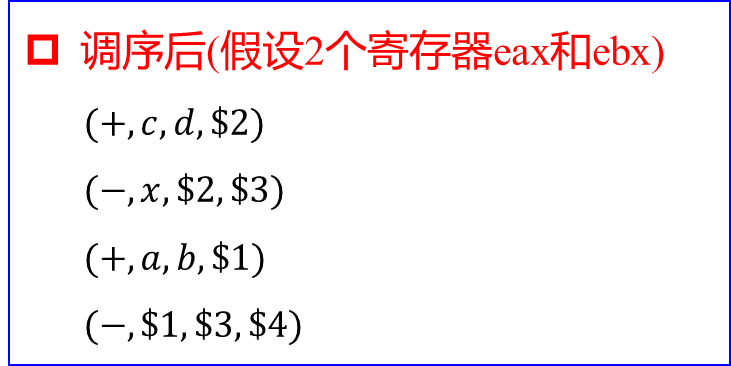 调序后(假设2个寄存器eax和ebx)
(+, c, d, $2)
(−, x, $2, $3)
(+, a, b, $1)
(−, $1, $3, $4)